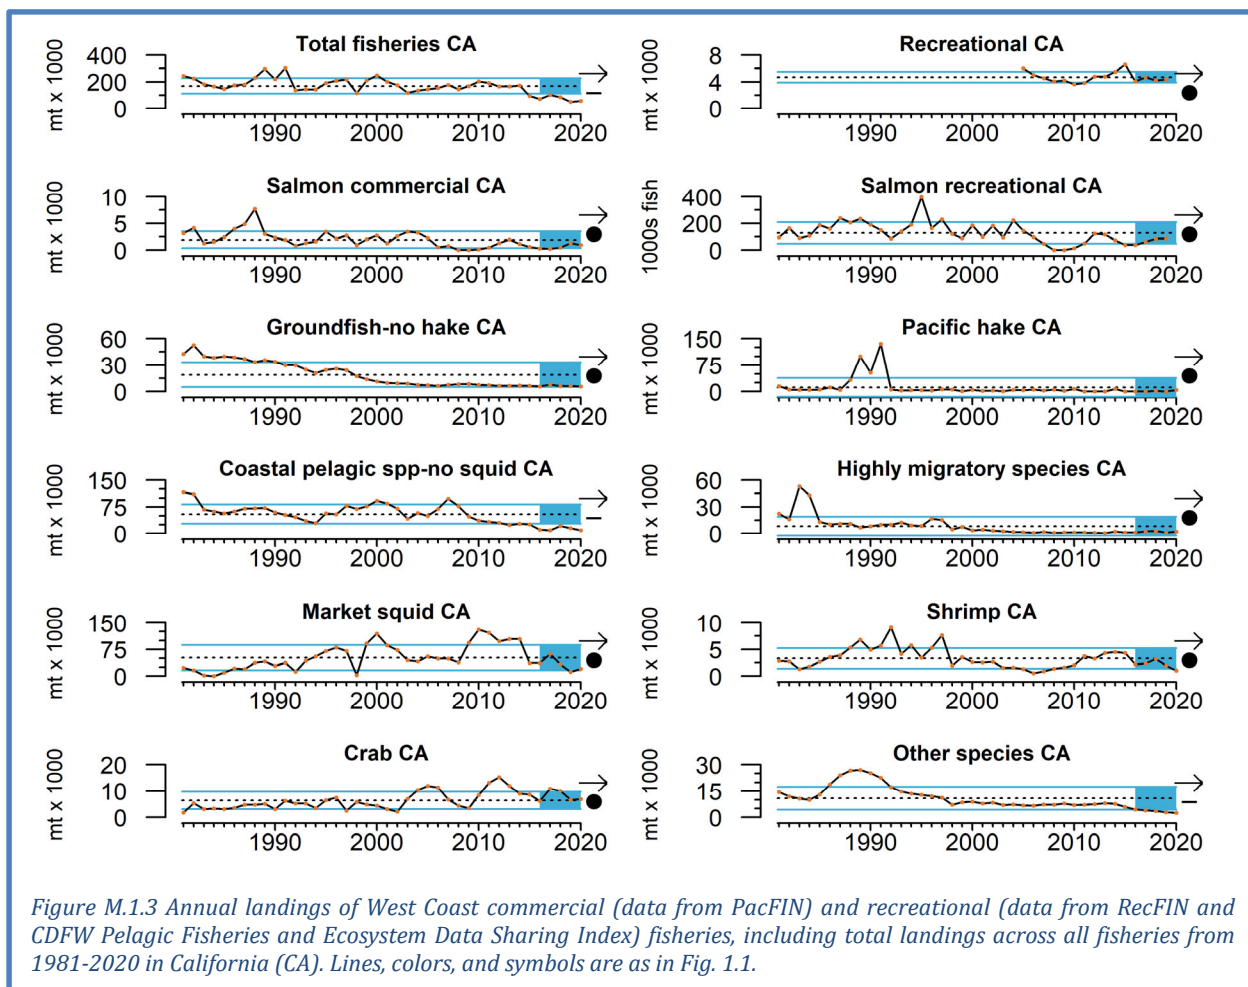 Total fisheries CA
mt x 1000
400
200
0
1990 2000 2010 2020
Recreational CA
mt x 1000
8
4
0
1990 2000 2010 2020
Salmon commercial CA
mt x 1000
10
5
0
1990 2000 2010 2020
Salmon recreational CA
1000s fish
400
200
0
1990 2000 2010 2020
Groundfish-no hake CA
mt x 1000
60
30
0
1990 2000 2010 2020
Pacific hake CA
mt x 1000
150
75
0
1990 2000 2010 2020
Coastal pelagic spp-no squid CA
mt x 1000
150
75
0
1990 2000 2010 2020
Highly migratory species CA
mt x 1000
60
30
0
1990 2000 2010 2020
Market squid CA
mt x 1000
150
75
0
1990 2000 2010 2020
Shrimp CA
mt x 1000
10
5
0
1990 2000 2010 2020
Crab CA
mt x 1000
20
10
0
1990 2000 2010 2020
Other species CA
mt x 1000
30
15
0
1990 2000 2010 2020
Figure M.1.3 Annual landings of West Coast commercial (data from PacFIN) and recreational (data from RecFIN and
CDFW Pelagic Fisheries and Ecosystem Data Sharing Index) fisheries, including total landings across all fisheries from
1981-2020 in California (CA). Lines, colors, and symbols are as in Fig. 1.1.